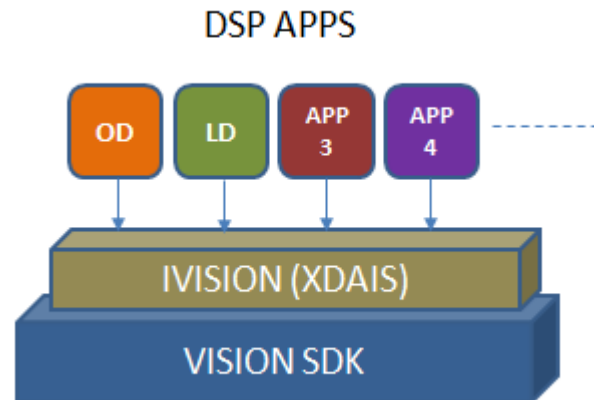 DSP APPS
OD
LD
APP
3
APP
4
IVISION (XDAIS)
VISION SDK